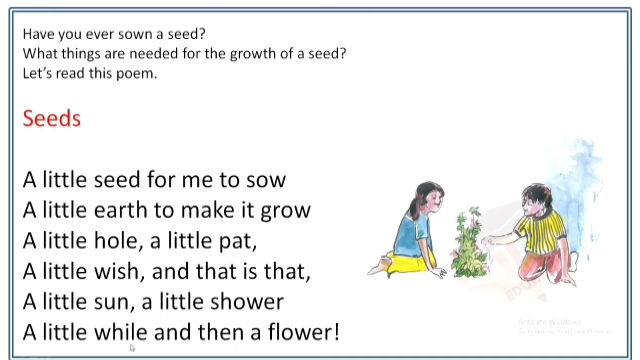 Have you ever sown a seed?
What things are needed for the growth of a seed?
Let's read this poem.
Seeds
A little seed for me to sow
A little earth to make it grow
A little hole, a little pat,
A little wish, and that is that,
A little sun, a little shower
A little while and then a flower!
Activate Windows